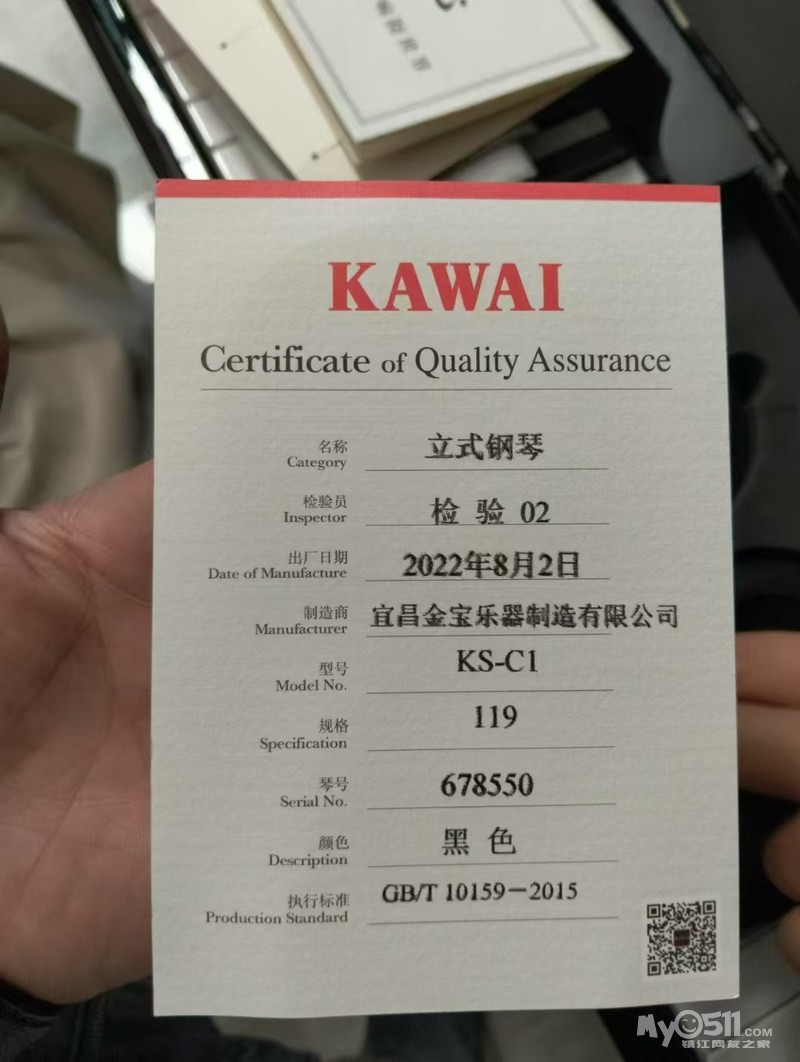 KAWAI
Certificate of Quality Assurance
名称
Category
立式钢琴
检验员
Inspector
检 验 02
出厂日期
Date of Manufacture
2022年8月2日
制造商
Manufacturer
宜昌金宝乐器制造有限公司
型号
Model No.
KS-C1
规格
Specification
119
琴号
Serial No.
678550
颜色
Description
黑 色
执行标准
Production Standard
GB/T 10159-2015
My0511.COM
镇江网友之家